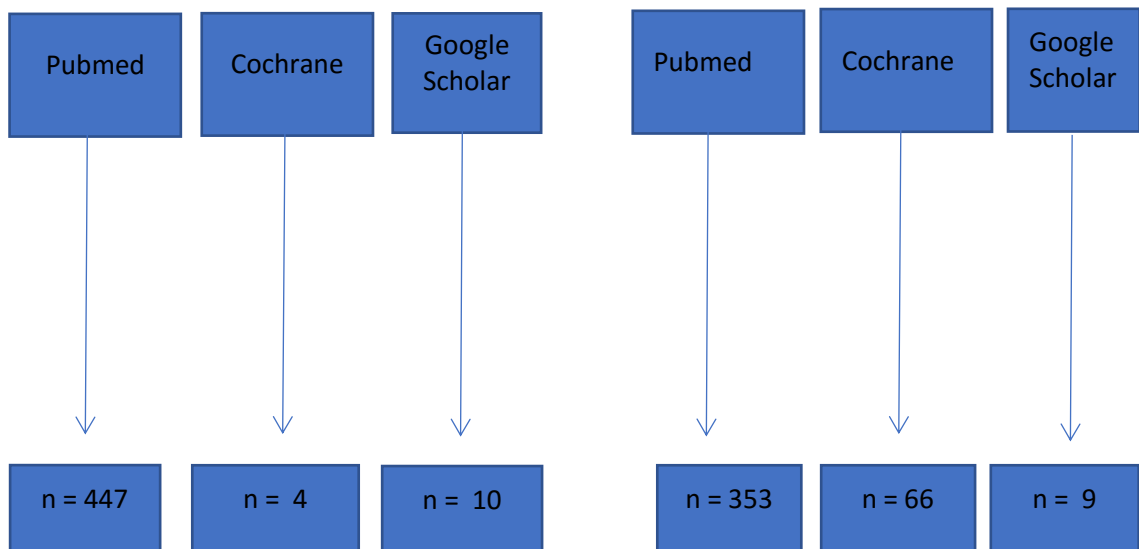 Pubmed
Cochrane
Google
Scholar
Pubmed
Cochrane
Google
Scholar
n = 447
n = 4
n = 10
n = 353
n = 66
n = 9